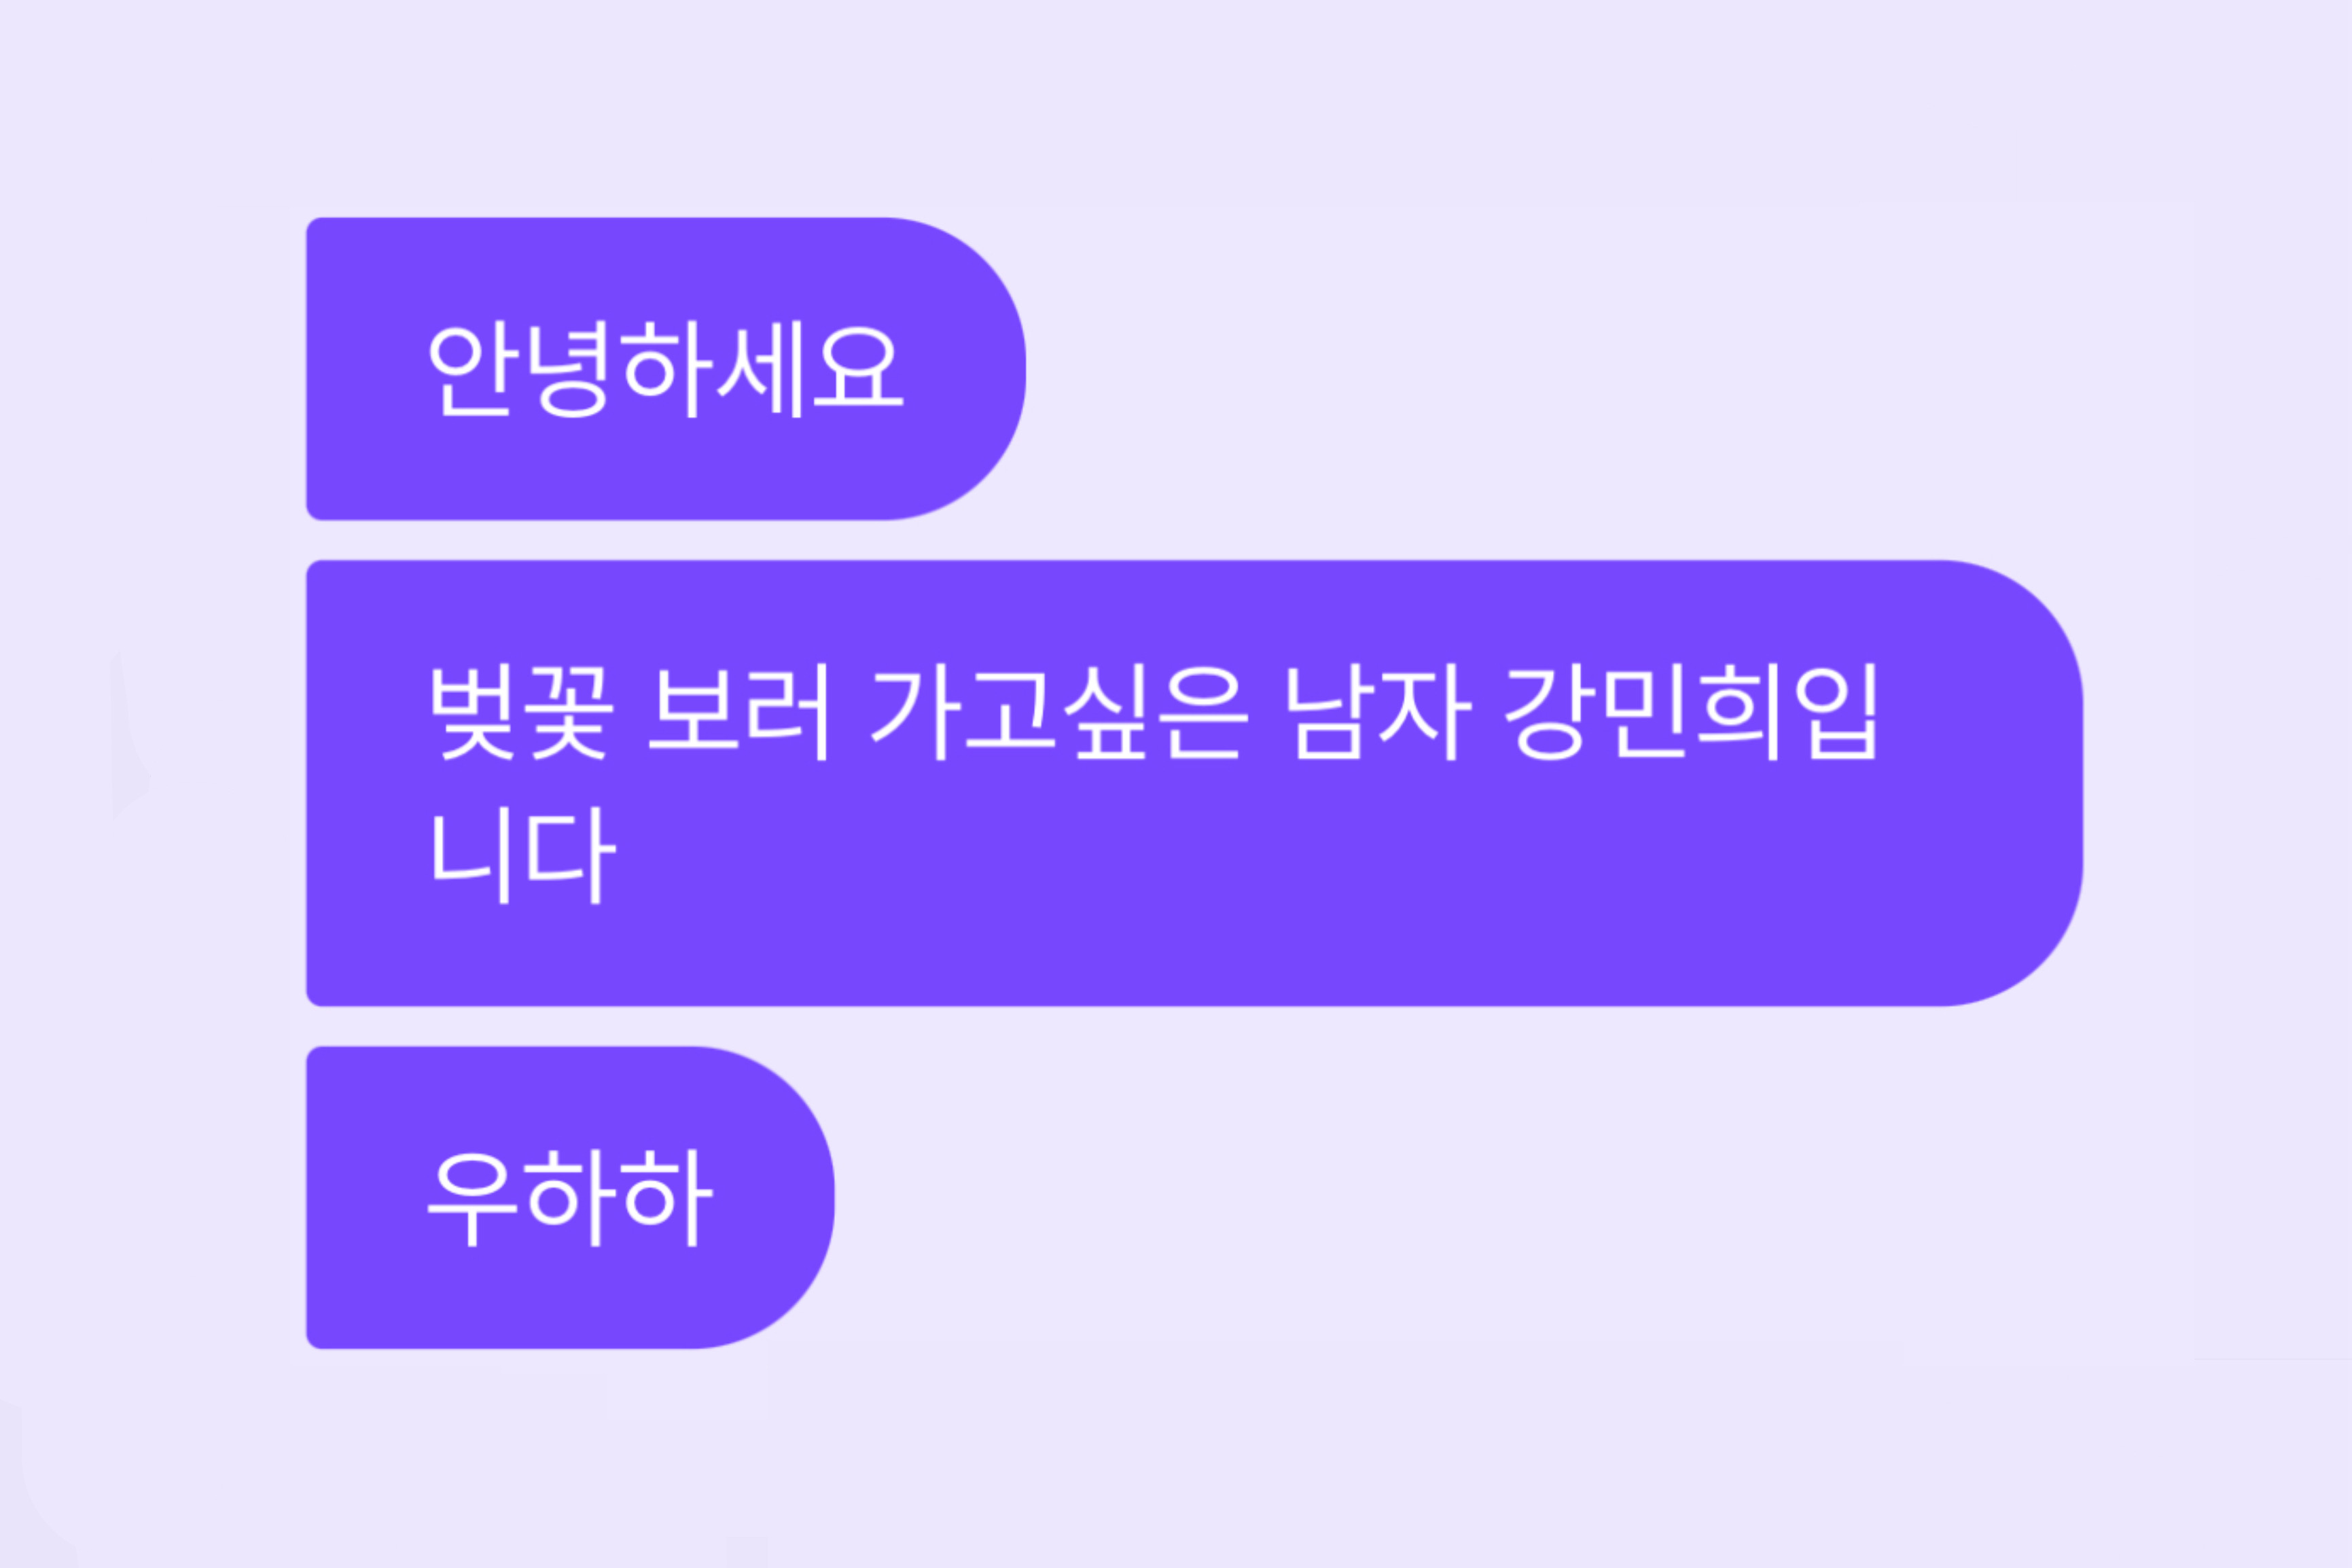 안녕하세요
벚꽃 보러 가고싶은 남자 강민희입
니다
우하하